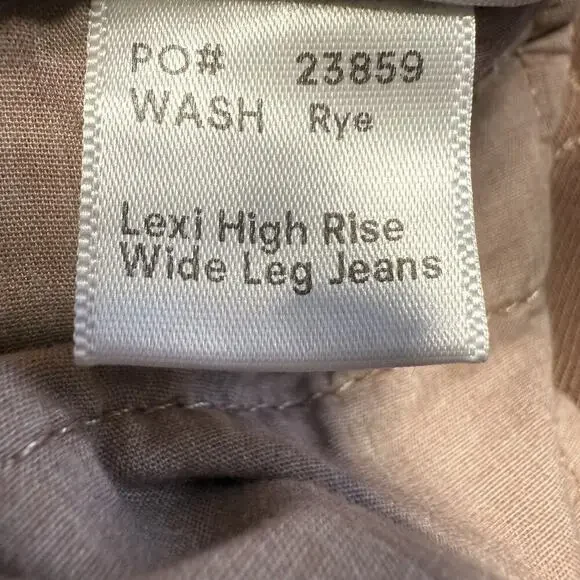 PO# 23859
WASH Rye
Lexi High Rise
Wide Leg Jeans